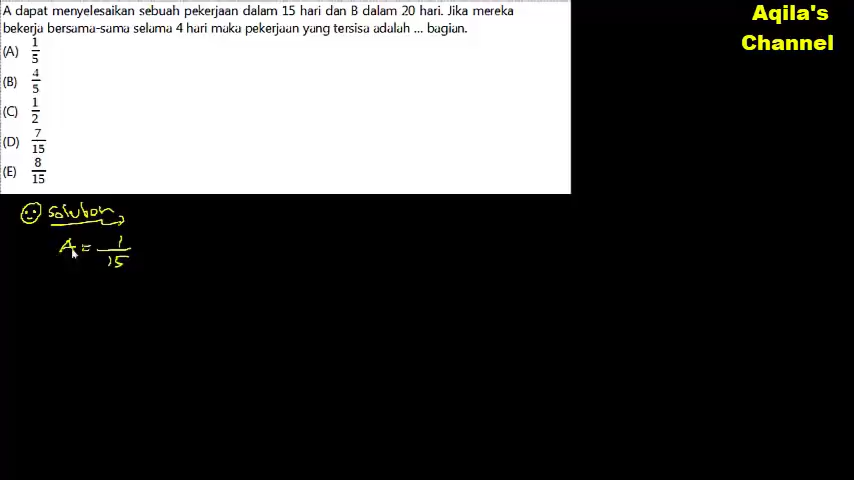 A dapat menyelesaikan sebuah pekerjaan dalam 15 hari dan B dalam 20 hari. Jika mereka
bekerja bersama-sama selama 4 hari maka pekerjaan yang tersisa adalah ... bagian.
(A) 1/5
(B) 4/5
(C) 1/2
(D) 7/15
(E) 8/15
Aqila's
Channel
solution
A = 1/15